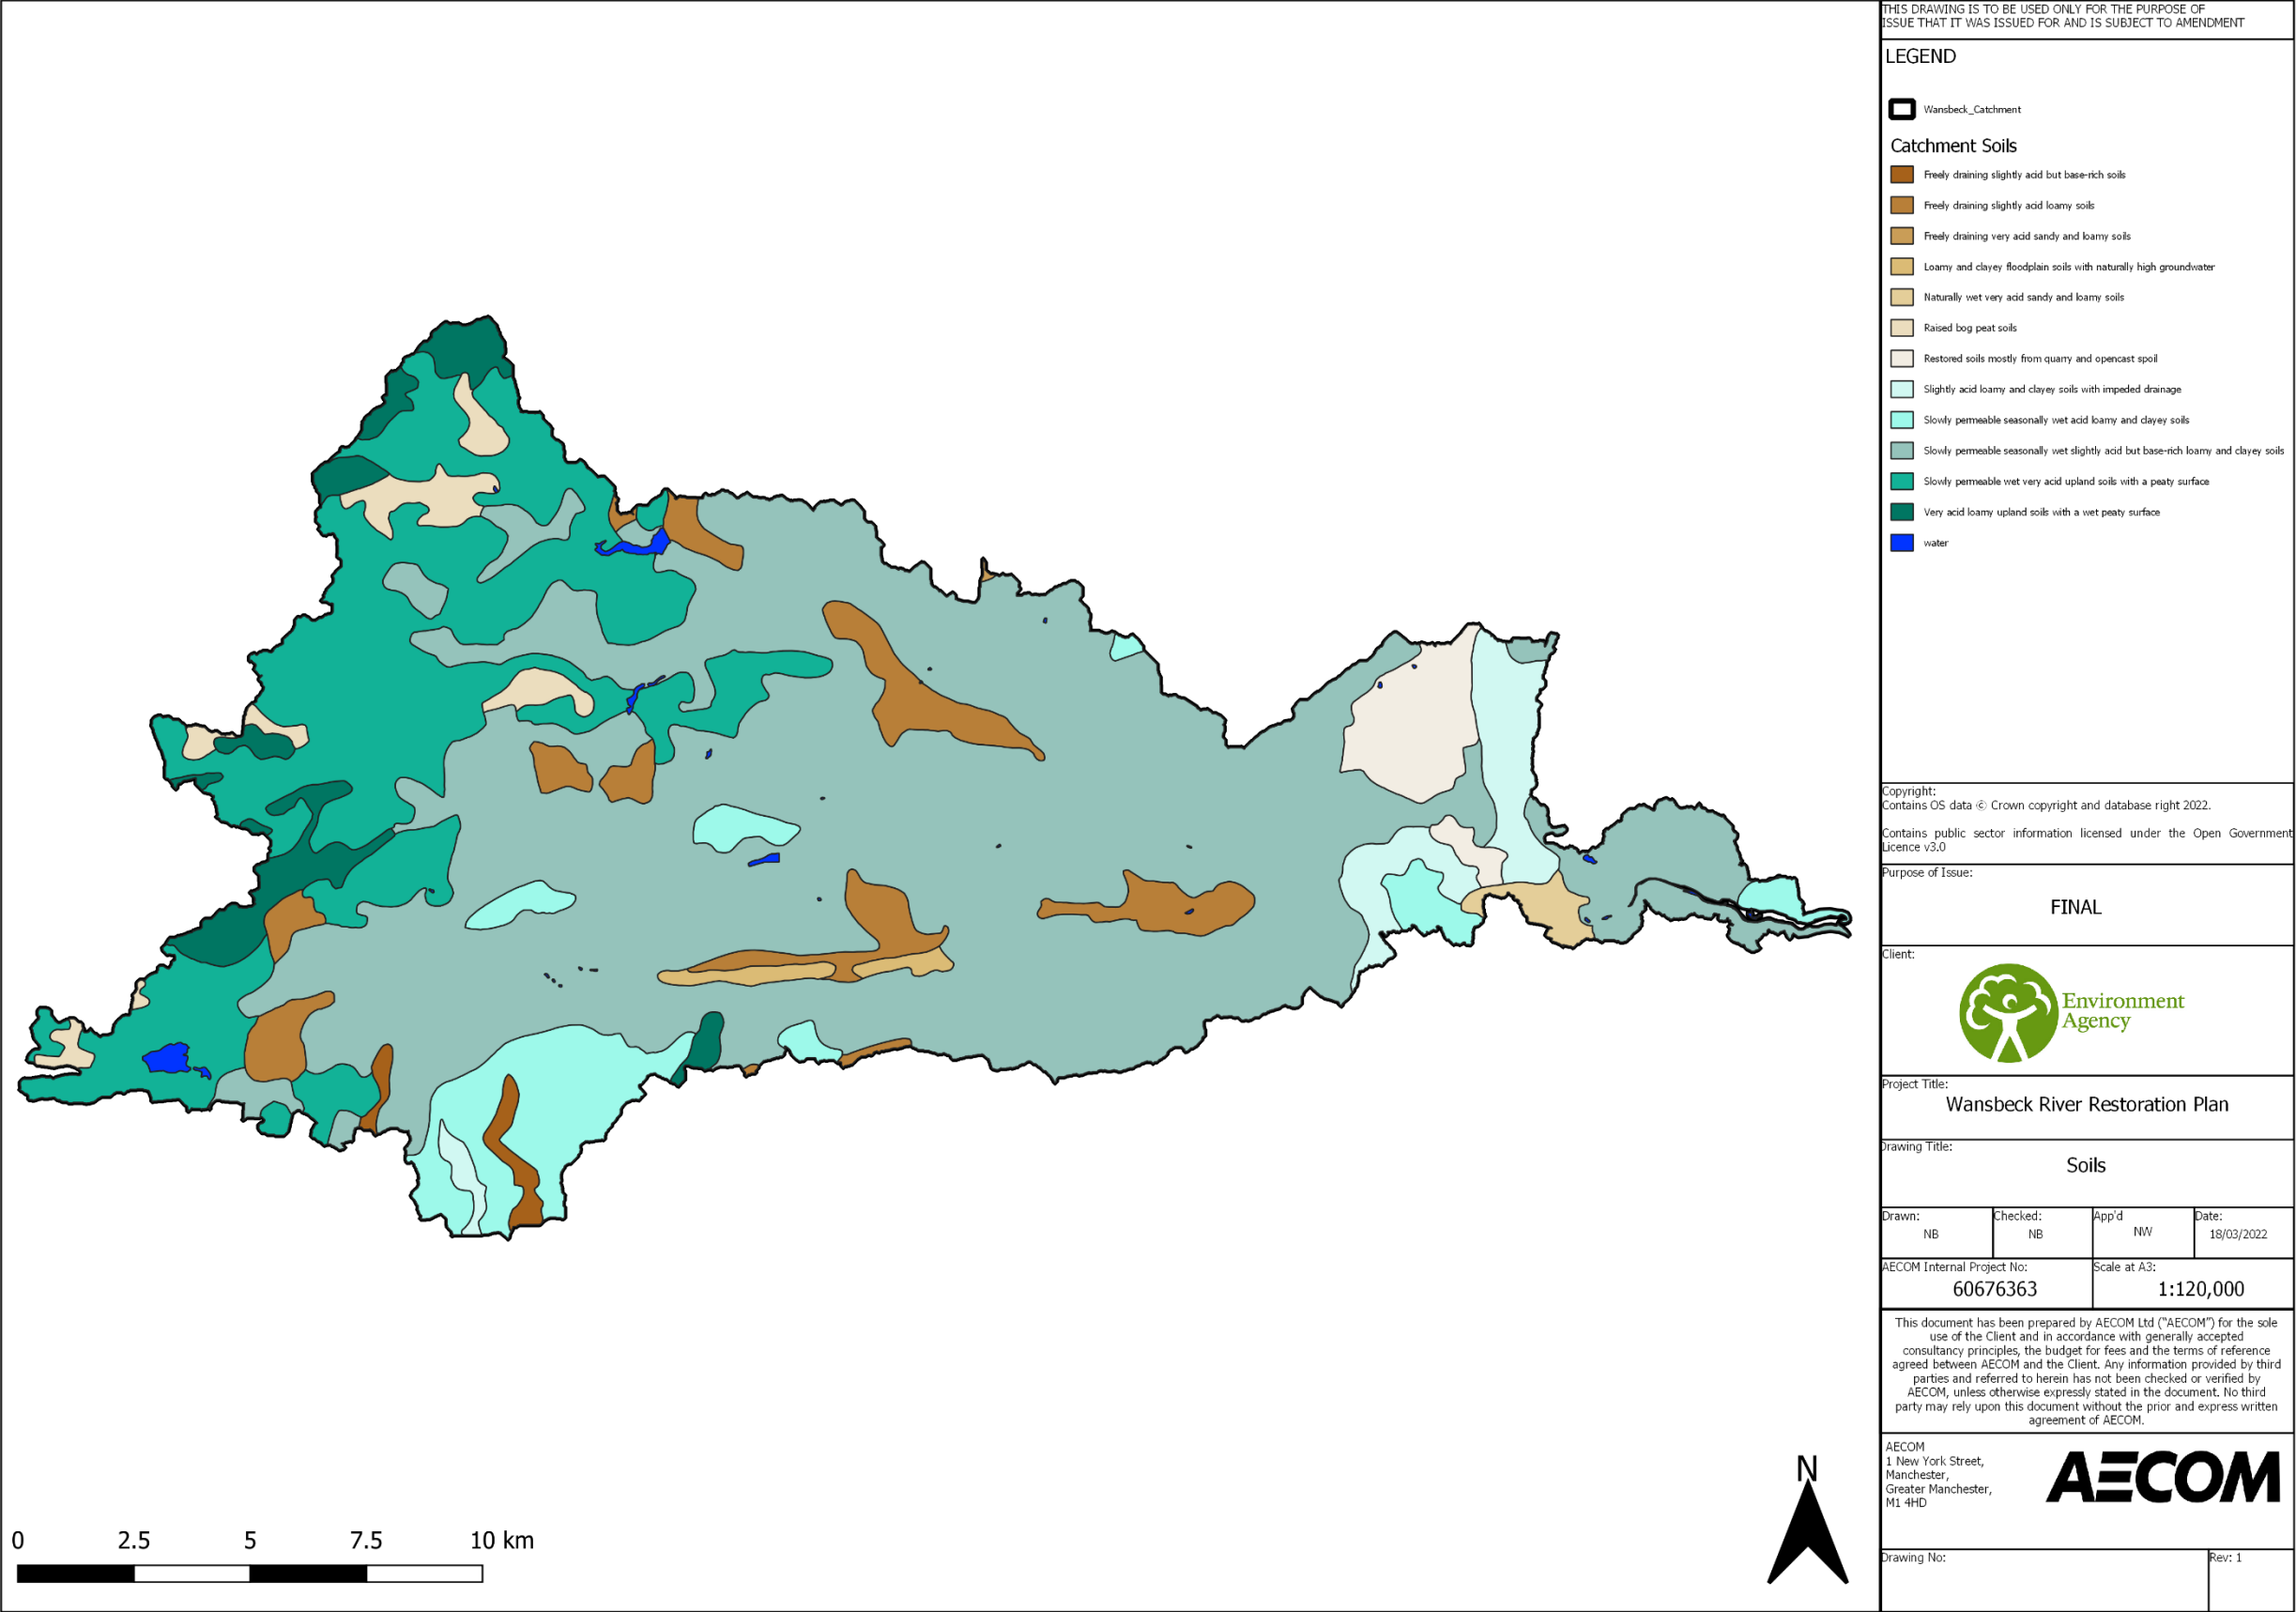 THIS DRAWING IS TO BE USED ONLY FOR THE PURPOSE OF
ISSUE THAT IT WAS ISSUED FOR AND IS SUBJECT TO AMENDMENT
LEGEND
Wansbeck_Catchment
Catchment Soils
Freely draining slightly acid but base-rich soils
Freely draining slightly acid loamy soils
Freely draining very acid sandy and loamy soils
Loamy and clayey floodplain soils with naturally high groundwater
Naturally wet very acid sandy and loamy soils
Raised bog peat soils
Restored soils mostly from quarry and opencast spoil
Slightly acid loamy and clayey soils with impeded drainage
Slowly permeable seasonally wet acid loamy and clayey soils
Slowly permeable seasonally wet slightly acid but base-rich loamy and clayey soils
Slowly permeable wet very acid upland soils with a peaty surface
Very acid loamy upland soils with a wet peaty surface
water
Copyright:
Contains OS data © Crown copyright and database right 2022.
Contains public sector information licensed under the Open Government
Licence v3.0
Purpose of Issue:
FINAL
Client:
Environment
Agency
Project Title:
Wansbeck River Restoration Plan
Drawing Title:
Soils
Drawn:
NB
Checked:
NB
App'd
NW
Date:
18/03/2022
AECOM Internal Project No:
60676363
Scale at A3:
1:120,000
This document has been prepared by AECOM Ltd ("AECOM") for the sole
use of the Client and in accordance with generally accepted
consultancy principles, the budget for fees and the terms of reference
agreed between AECOM and the Client. Any information provided by third
parties and referred to herein has not been checked or verified by
AECOM, unless otherwise expressly stated in the document. No third
party may rely upon this document without the prior and express written
agreement of AECOM.
AECOM
1 New York Street,
Manchester,
Greater Manchester,
M1 4HD
AECOM
Drawing No:
Rev: 1
N
0 2.5 5 7.5 10 km